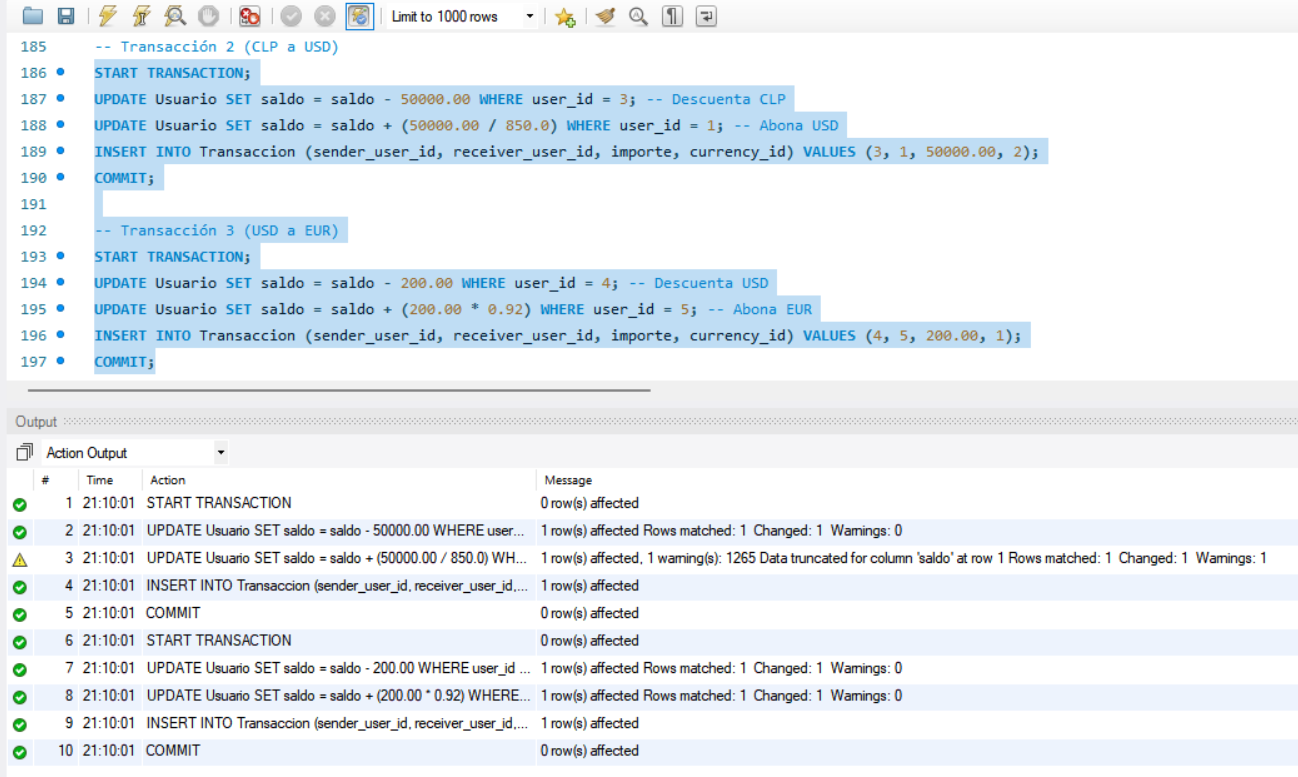 Limit to 1000 rows
185 -- Transacción 2 (CLP a USD)
186 START TRANSACTION;
187 UPDATE Usuario SET saldo = saldo - 50000.00 WHERE user_id = 3; -- Descuenta CLP
188 UPDATE Usuario SET saldo = saldo + (50000.00 / 850.0) WHERE user_id = 1; -- Abona USD
189 INSERT INTO Transaccion (sender_user_id, receiver_user_id, importe, currency_id) VALUES (3, 1, 50000.00, 2);
190 COMMIT;
191
192 -- Transacción 3 (USD a EUR)
193 START TRANSACTION;
194 UPDATE Usuario SET saldo = saldo - 200.00 WHERE user_id = 4; -- Descuenta USD
195 UPDATE Usuario SET saldo = saldo + (200.00 * 0.92) WHERE user_id = 5; -- Abona EUR
196 INSERT INTO Transaccion (sender_user_id, receiver_user_id, importe, currency_id) VALUES (4, 5, 200.00, 1);
197 COMMIT;
Output
Action Output
# Time Action Message
1 21:10:01 START TRANSACTION 0 row(s) affected
2 21:10:01 UPDATE Usuario SET saldo = saldo - 50000.00 WHERE user... 1 row(s) affected Rows matched: 1 Changed: 1 Warnings: 0
3 21:10:01 UPDATE Usuario SET saldo = saldo + (50000.00 / 850.0) WH... 1 row(s) affected, 1 warning(s): 1265 Data truncated for column 'saldo' at row 1 Rows matched: 1 Changed: 1 Warnings: 1
4 21:10:01 INSERT INTO Transaccion (sender_user_id, receiver_user_id,... 1 row(s) affected
5 21:10:01 COMMIT 0 row(s) affected
6 21:10:01 START TRANSACTION 0 row(s) affected
7 21:10:01 UPDATE Usuario SET saldo = saldo - 200.00 WHERE user_id ... 1 row(s) affected Rows matched: 1 Changed: 1 Warnings: 0
8 21:10:01 UPDATE Usuario SET saldo = saldo + (200.00 * 0.92) WHERE... 1 row(s) affected Rows matched: 1 Changed: 1 Warnings: 0
9 21:10:01 INSERT INTO Transaccion (sender_user_id, receiver_user_id,... 1 row(s) affected
10 21:10:01 COMMIT 0 row(s) affected